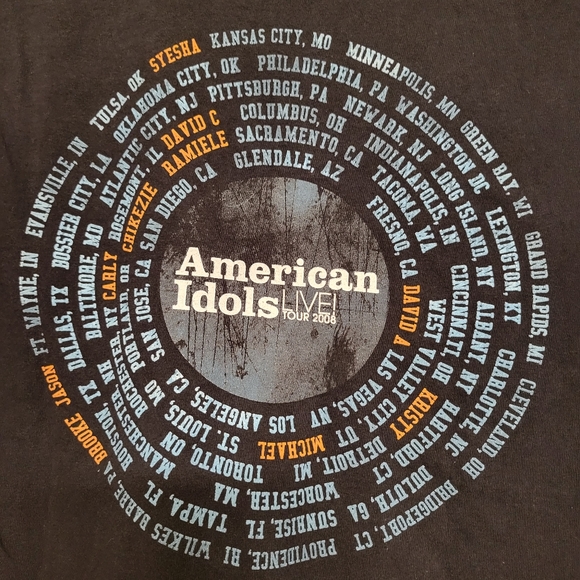 TULSA, OK SYESHA KANSAS CITY, MO MINNEAPOLIS, MN GREEN BAY, WI GRAND RAPIDS, MI CLEVELAND, OH BRIDGEPORT, CT PROVIDENCE, RI WILKES BARRE, PA BROOKE JASON FT. WAYNE, IN EVANSVILLE, IN
OKLAHOMA CITY, OK PHILADELPHIA, PA WASHINGTON DC LEXINGTON, KY CHARLOTTE, NC DULUTH, GA SUNRISE, FL TAMPA, FL HOUSTON, TX DALLAS, TX BOSSIER CITY, LA
ATLANTIC CITY, NJ PITTSBURGH, PA NEWARK, NJ LONG ISLAND, NY ALBANY, NY HARTFORD, CT WORCESTER, MA MANCHESTER, NH BALTIMORE, MD
ROSEMONT, IL DAVID C COLUMBUS, OH INDIANAPOLIS, IN CINCINNATI, OH KRISTY DETROIT, MI TORONTO, ON ROCHESTER, NY CARLY
CHIKEZIE RAMIELE SACRAMENTO, CA TACOMA, WA WEST VALLEY CITY, UT MICHAEL ST. LOUIS, MO PORTLAND, OR
SAN DIEGO, CA GLENDALE, AZ FRESNO, CA DAVID A LAS VEGAS, NV LOS ANGELES, CA SAN JOSE, CA
American
Idols LIVE!
TOUR 2008